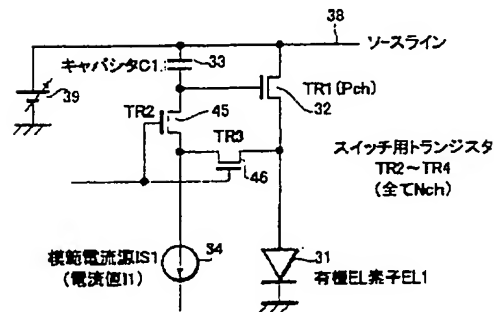 38
ソースライン
キャパシタC1
33
39
TR1(Pch)
32
TR2
45
TR3
46
スイッチ用トランジスタ
TR2~TR4
(全てNch)
模範電流源IS1
(電流値I1)
34
31
有機EL素子EL1